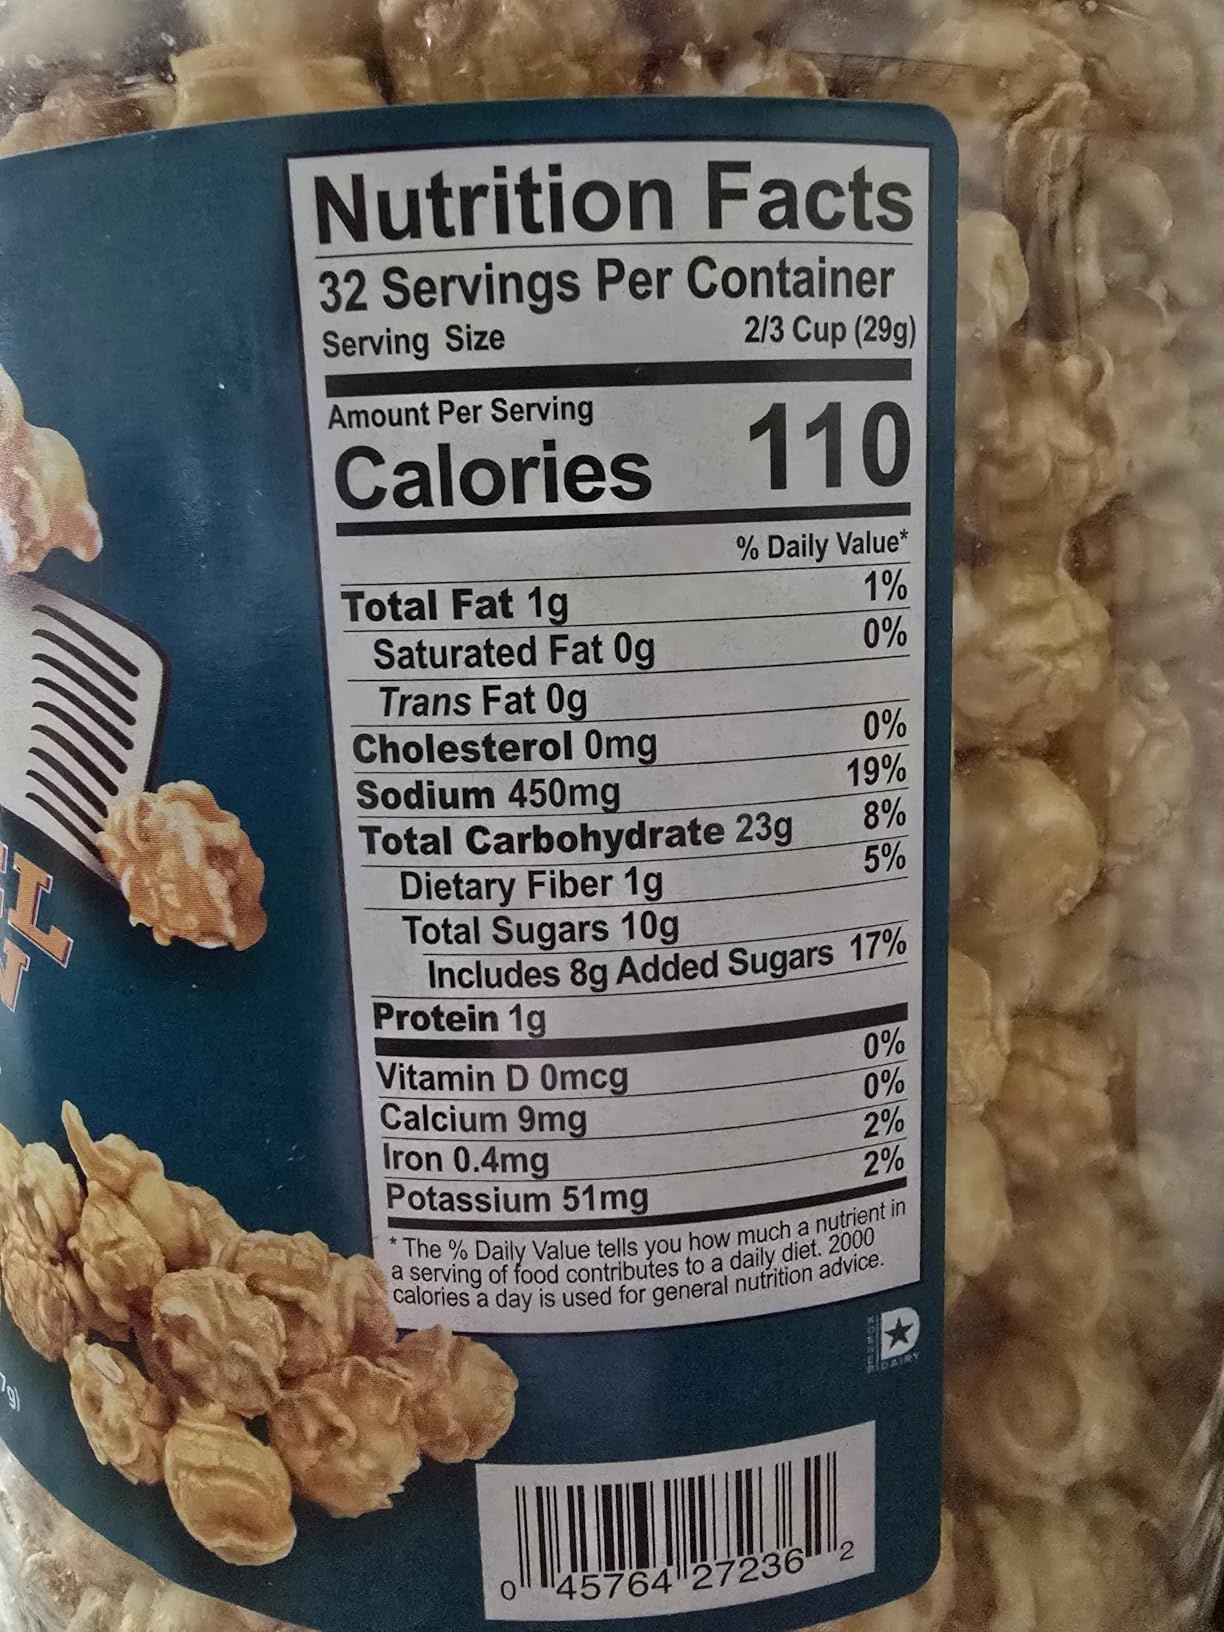 Nutrition Facts
32 Servings Per Container
Serving Size 2/3 Cup (29g)
Amount Per Serving
Calories 110
% Daily Value*
Total Fat 1g 1%
Saturated Fat 0g 0%
Trans Fat 0g
Cholesterol 0mg 0%
Sodium 450mg 19%
Total Carbohydrate 23g 8%
Dietary Fiber 1g 5%
Total Sugars 10g
Includes 8g Added Sugars 17%
Protein 1g
Vitamin D 0mcg 0%
Calcium 9mg 0%
Iron 0.4mg 2%
Potassium 51mg 2%
* The % Daily Value tells you how much a nutrient in
a serving of food contributes to a daily diet. 2000
calories a day is used for general nutrition advice.
D
DAIRY
L
N
7g)
0 45764 27236 2